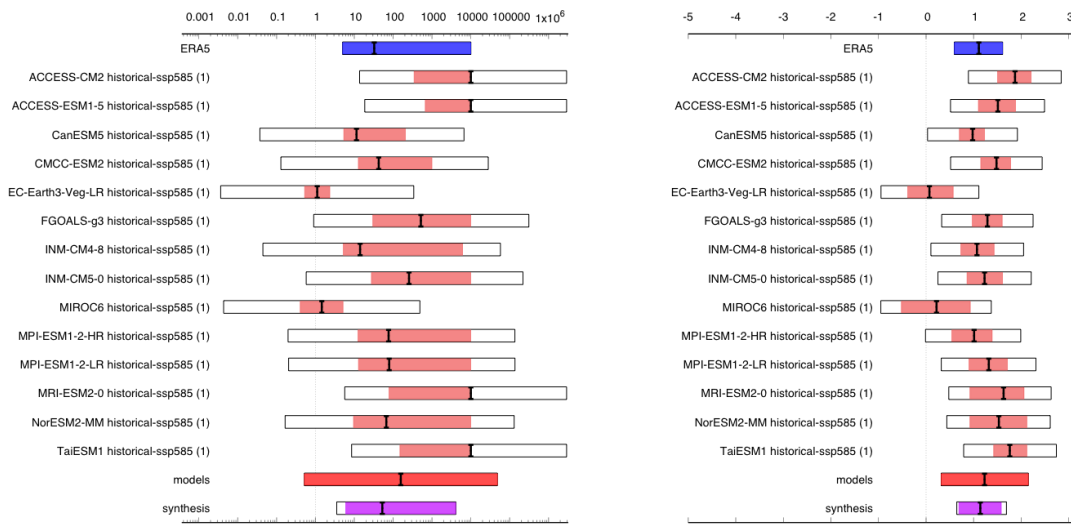 0.001 0.01 0.1 1 10 100 1000 10000 100000 1x10⁶
ERA5
ACCESS-CM2 historical-ssp585 (1)
ACCESS-ESM1-5 historical-ssp585 (1)
CanESM5 historical-ssp585 (1)
CMCC-ESM2 historical-ssp585 (1)
EC-Earth3-Veg-LR historical-ssp585 (1)
FGOALS-g3 historical-ssp585 (1)
INM-CM4-8 historical-ssp585 (1)
INM-CM5-0 historical-ssp585 (1)
MIROC6 historical-ssp585 (1)
MPI-ESM1-2-HR historical-ssp585 (1)
MPI-ESM1-2-LR historical-ssp585 (1)
MRI-ESM2-0 historical-ssp585 (1)
NorESM2-MM historical-ssp585 (1)
TaiESM1 historical-ssp585 (1)
models
synthesis
-5 -4 -3 -2 -1 0 1 2 3
ERA5
ACCESS-CM2 historical-ssp585 (1)
ACCESS-ESM1-5 historical-ssp585 (1)
CanESM5 historical-ssp585 (1)
CMCC-ESM2 historical-ssp585 (1)
EC-Earth3-Veg-LR historical-ssp585 (1)
FGOALS-g3 historical-ssp585 (1)
INM-CM4-8 historical-ssp585 (1)
INM-CM5-0 historical-ssp585 (1)
MIROC6 historical-ssp585 (1)
MPI-ESM1-2-HR historical-ssp585 (1)
MPI-ESM1-2-LR historical-ssp585 (1)
MRI-ESM2-0 historical-ssp585 (1)
NorESM2-MM historical-ssp585 (1)
TaiESM1 historical-ssp585 (1)
models
synthesis